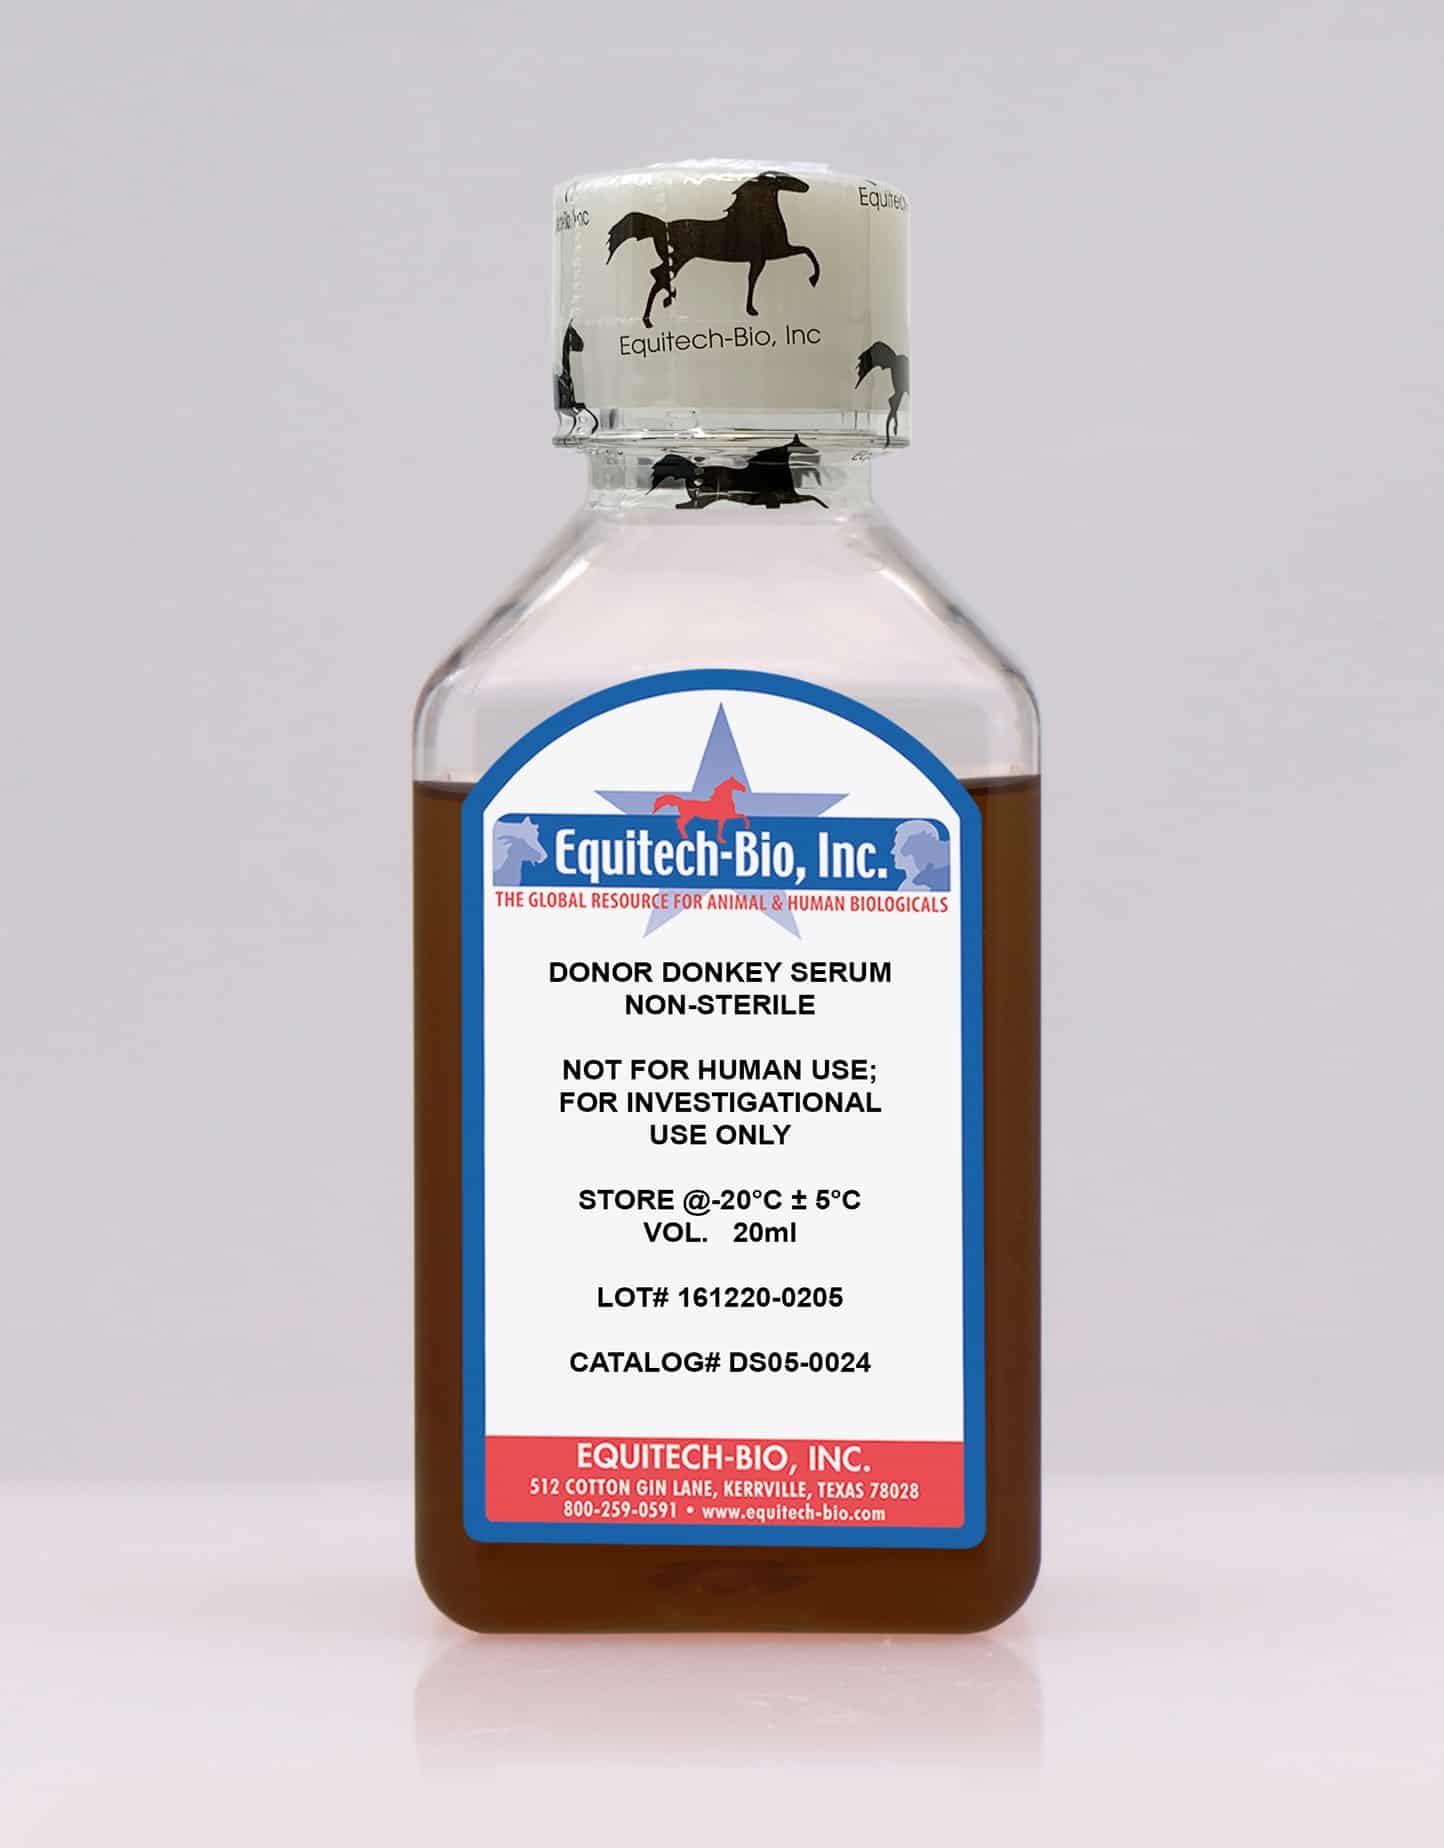 Equitech
Equitech-Bio, Inc
Equitech-Bio, Inc.
THE GLOBAL RESOURCE FOR ANIMAL & HUMAN BIOLOGICALS
DONOR DONKEY SERUM
NON-STERILE
NOT FOR HUMAN USE;
FOR INVESTIGATIONAL
USE ONLY
STORE @-20°C ± 5°C
VOL. 20ml
LOT# 161220-0205
CATALOG# DS05-0024
EQUITECH-BIO, INC.
512 COTTON GIN LANE, KERRVILLE, TEXAS 78028
800-259-0591 • www.equitech-bio.com